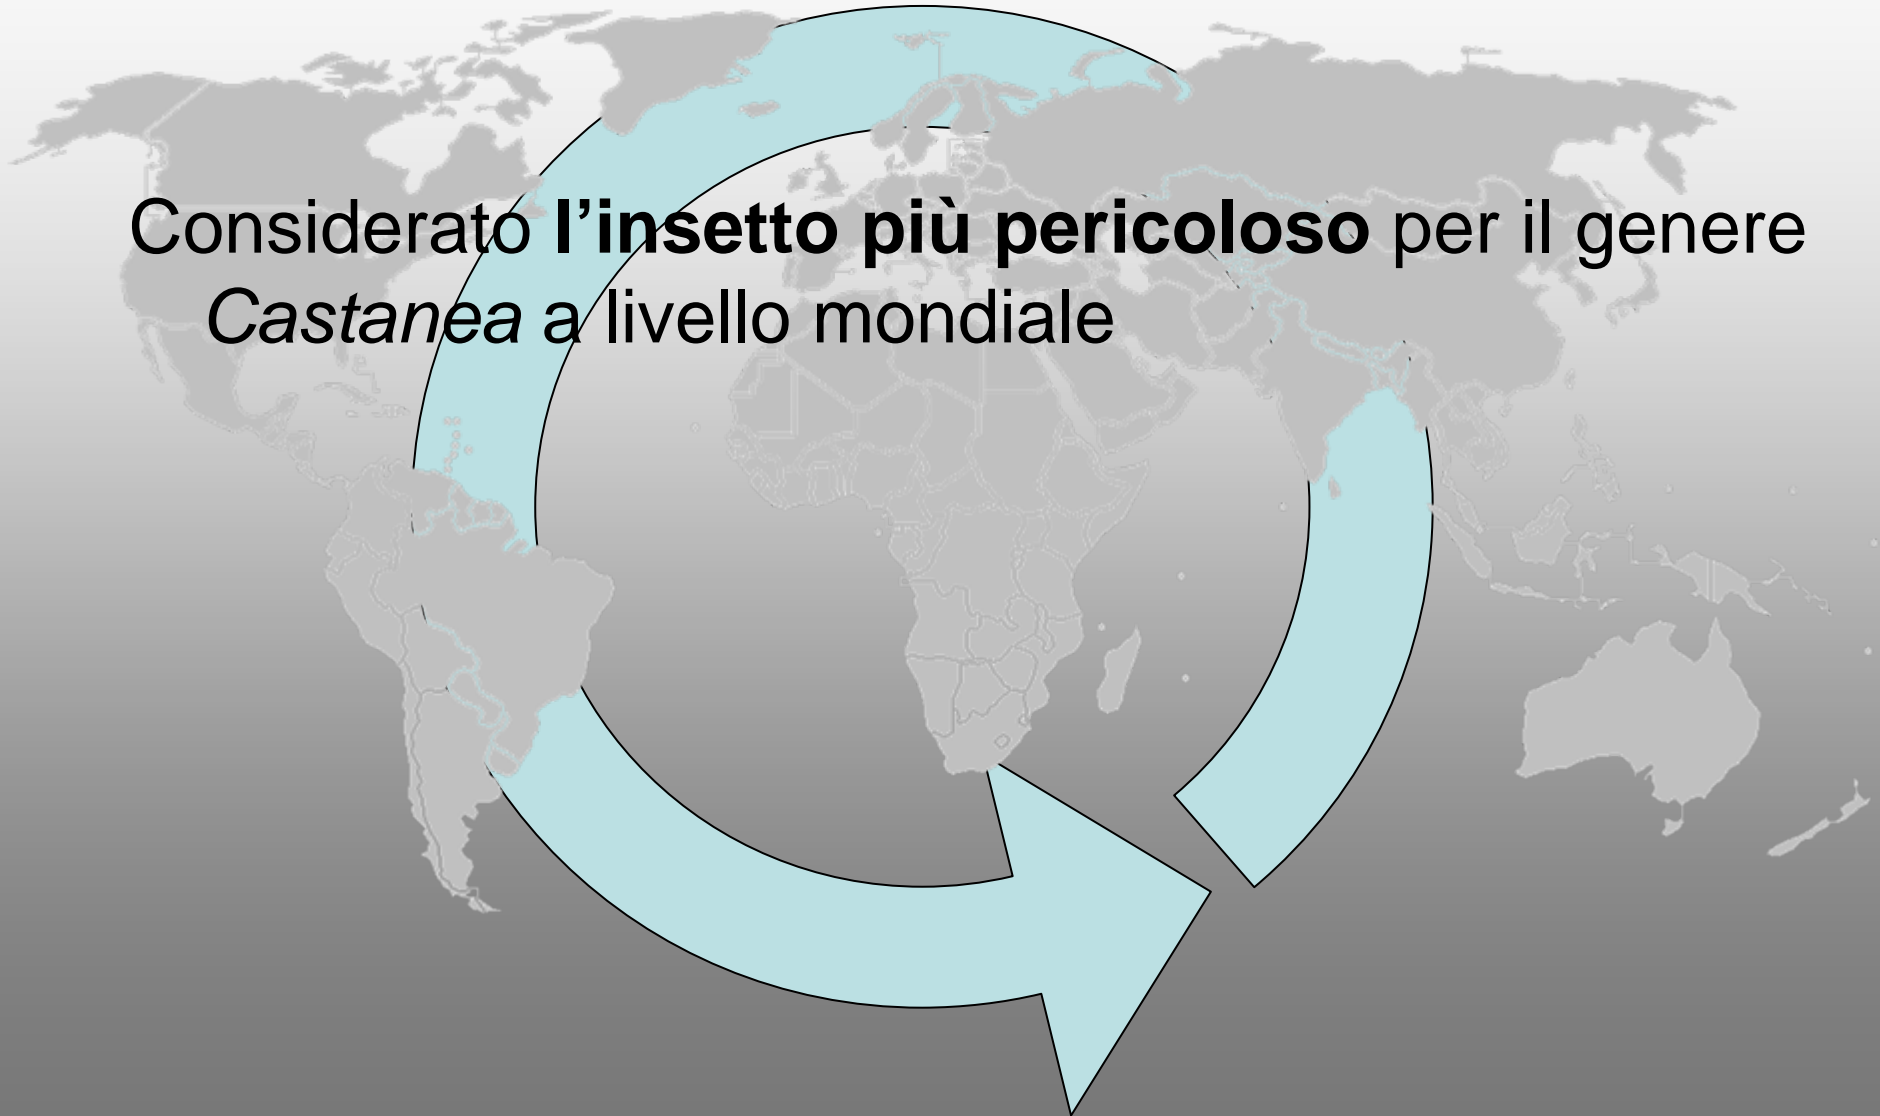 Considerato l’insetto più pericoloso per il genere
Castanea a livello mondiale